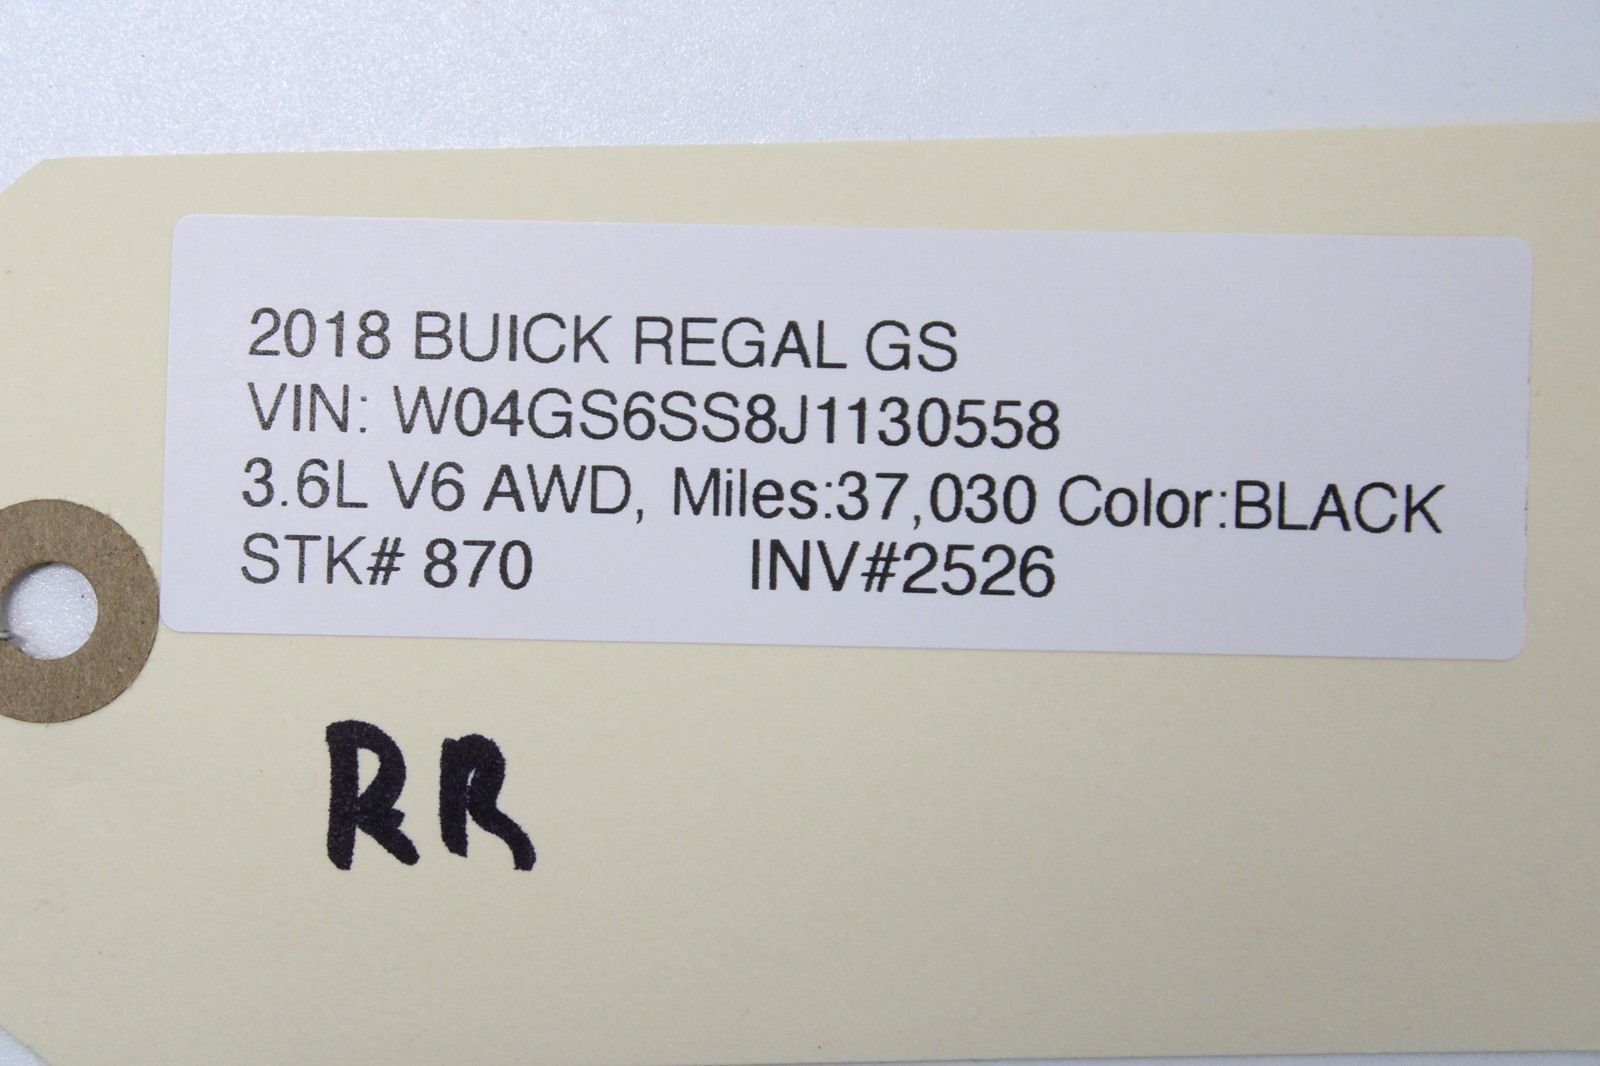 2018 BUICK REGAL GS
VIN: W04GS6SS8J1130558
3.6L V6 AWD, Miles:37,030 Color:BLACK
STK# 870 INV#2526
RR